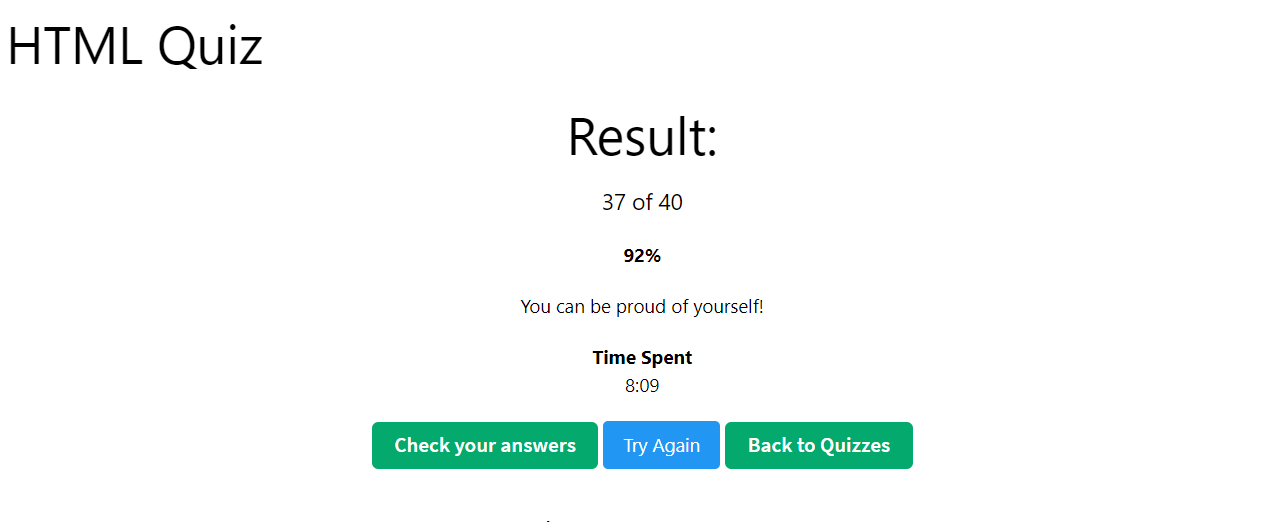 HTML Quiz
Result:
37 of 40
92%
You can be proud of yourself!
Time Spent
8:09
Check your answers Try Again Back to Quizzes